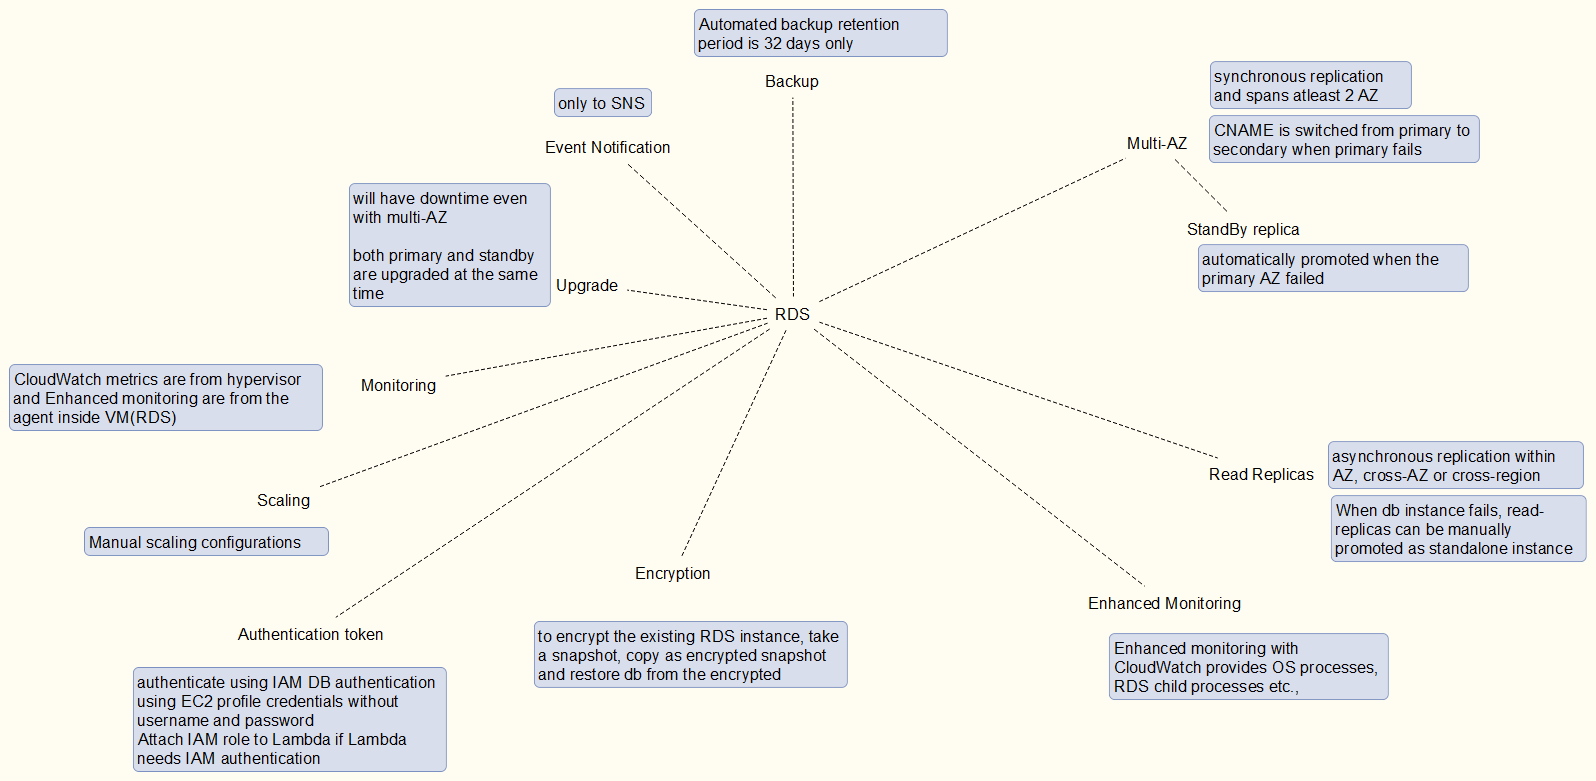 Automated backup retention
period is 32 days only
Backup
only to SNS
Event Notification
synchronous replication
and spans atleast 2 AZ
CNAME is switched from primary to
secondary when primary fails
Multi-AZ
StandBy replica
automatically promoted when the
primary AZ failed
will have downtime even
with multi-AZ
both primary and standby
are upgraded at the same
time
Upgrade
RDS
CloudWatch metrics are from hypervisor
and Enhanced monitoring are from the
agent inside VM(RDS)
Monitoring
Read Replicas
asynchronous replication within
AZ, cross-AZ or cross-region
When db instance fails, read-
replicas can be manually
promoted as standalone instance
Scaling
Manual scaling configurations
Encryption
to encrypt the existing RDS instance, take
a snapshot, copy as encrypted snapshot
and restore db from the encrypted
Enhanced Monitoring
Enhanced monitoring with
CloudWatch provides OS processes,
RDS child processes etc.,
Authentication token
authenticate using IAM DB authentication
using EC2 profile credentials without
username and password
Attach IAM role to Lambda if Lambda
needs IAM authentication